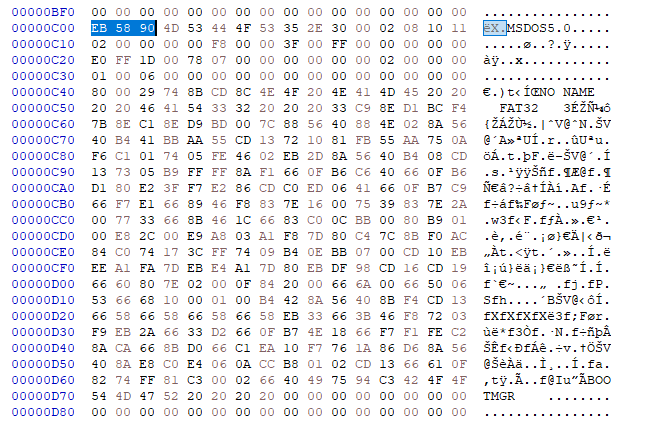 00000BF0 00 00 00 00 00 00 00 00 00 00 00 00 00 00 00 00 ................
00000C00 EB 58 90 4D 53 44 4F 53 35 2E 30 00 02 08 10 11 ëX.MSDOS5.0.....
00000C10 02 00 00 00 00 F8 00 00 3F 00 FF 00 00 00 00 00 .....ø..?.ÿ.....
00000C20 E0 FF 1D 00 78 07 00 00 00 00 00 00 02 00 00 00 àÿ..x...........
00000C30 01 00 06 00 00 00 00 00 00 00 00 00 00 00 00 00 ................
00000C40 80 00 29 74 8B CD 8C 4E 4F 20 4E 41 4D 45 20 20 €.)t‹ÍŒNO NAME
00000C50 20 20 46 41 54 33 32 20 20 20 33 C9 8E D1 BC F4 FAT32 3ÉŽÑ¼ô
00000C60 7B 8E C1 8E D9 BD 00 7C 88 56 40 88 4E 02 8A 56 {ŽÁŽÙ½.|ˆV@ˆN.ŠV
00000C70 40 B4 41 BB AA 55 CD 13 72 10 81 FB 55 AA 75 0A @´A»ªUÍ.r..ûUªu.
00000C80 F6 C1 01 74 05 FE 46 02 EB 2D 8A 56 40 B4 08 CD öÁ.t.þF.ë-ŠV@´.Í
00000C90 13 73 05 B9 FF FF 8A F1 66 0F B6 C6 40 66 0F B6 .s.¹ÿÿŠñf.¶Æ@f.¶
00000CA0 D1 80 E2 3F F7 E2 86 CD C0 ED 06 41 66 0F B7 C9 Ñ€â?÷â†ÍÀí.Af.·É
00000CB0 66 F7 E1 66 89 46 F8 83 7E 16 00 75 39 83 7E 2A f÷áf‰Føƒ~..u9ƒ~*
00000CC0 00 77 33 66 8B 46 1C 66 83 C0 0C BB 00 80 B9 01 .w3f‹F.fƒÀ.».€¹.
00000CD0 00 E8 2C 00 E9 A8 03 A1 F8 7D 80 C4 7C 8B F0 AC .è,.é¨.¡ø}€Ä|‹ð¬
00000CE0 84 C0 74 17 3C FF 74 09 B4 0E BB 07 00 CD 10 EB „Àt.<ÿt.´.»..Í.ë
00000CF0 EE A1 FA 7D EB E4 A1 7D 80 EB DF 98 CD 16 CD 19 î¡ú}ëä¡}€ëß˜Í.Í.
00000D00 66 60 80 7E 02 00 0F 84 20 00 66 6A 00 66 50 06 f`€~...„ .fj.fP.
00000D10 53 66 68 10 00 01 00 B4 42 8A 56 40 8B F4 CD 13 Sfh....´BŠV@‹ôÍ.
00000D20 66 58 66 58 66 58 66 58 EB 33 66 3B 46 F8 72 03 fXfXfXfXë3f;Før.
00000D30 F9 EB 2A 66 33 D2 66 0F B7 4E 18 66 F7 F1 FE C2 ùë*f3Òf.·N.f÷ñþÂ
00000D40 8A CA 66 8B D0 66 C1 EA 10 F7 76 1A 86 D6 8A 56 ŠÊf‹ÐfÁê.÷v.†ÖŠV
00000D50 40 8A E8 C0 E4 06 0A CC B8 01 02 CD 13 66 61 0F @ŠèÀä..Ì¸..Í.fa.
00000D60 82 74 FF 81 C3 00 02 66 40 49 75 94 C3 42 4F 4F ‚tÿ.Ã..f@Iu”ÃBOO
00000D70 54 4D 47 52 20 20 20 20 00 00 00 00 00 00 00 00 TMGR ........
00000D80 00 00 00 00 00 00 00 00 00 00 00 00 00 00 00 00 ................